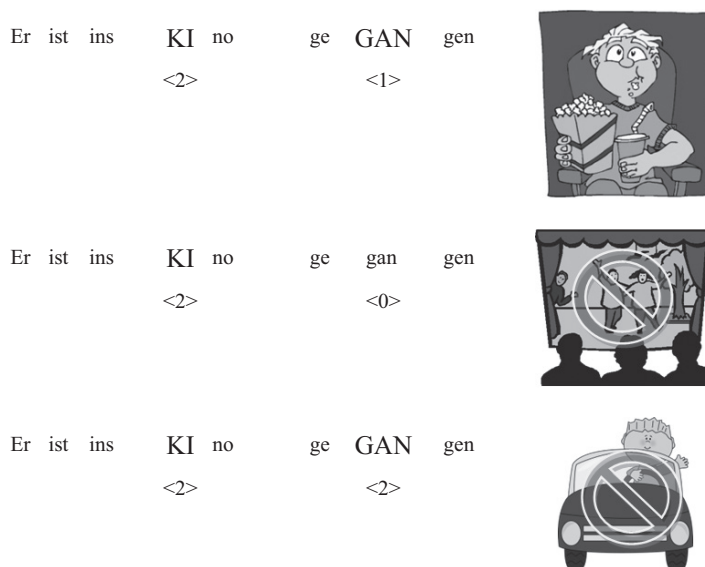 Er ist ins KI no ge GAN gen
<2> <1>
Er ist ins KI no ge gan gen
<2> <0>
Er ist ins KI no ge GAN gen
<2> <2>